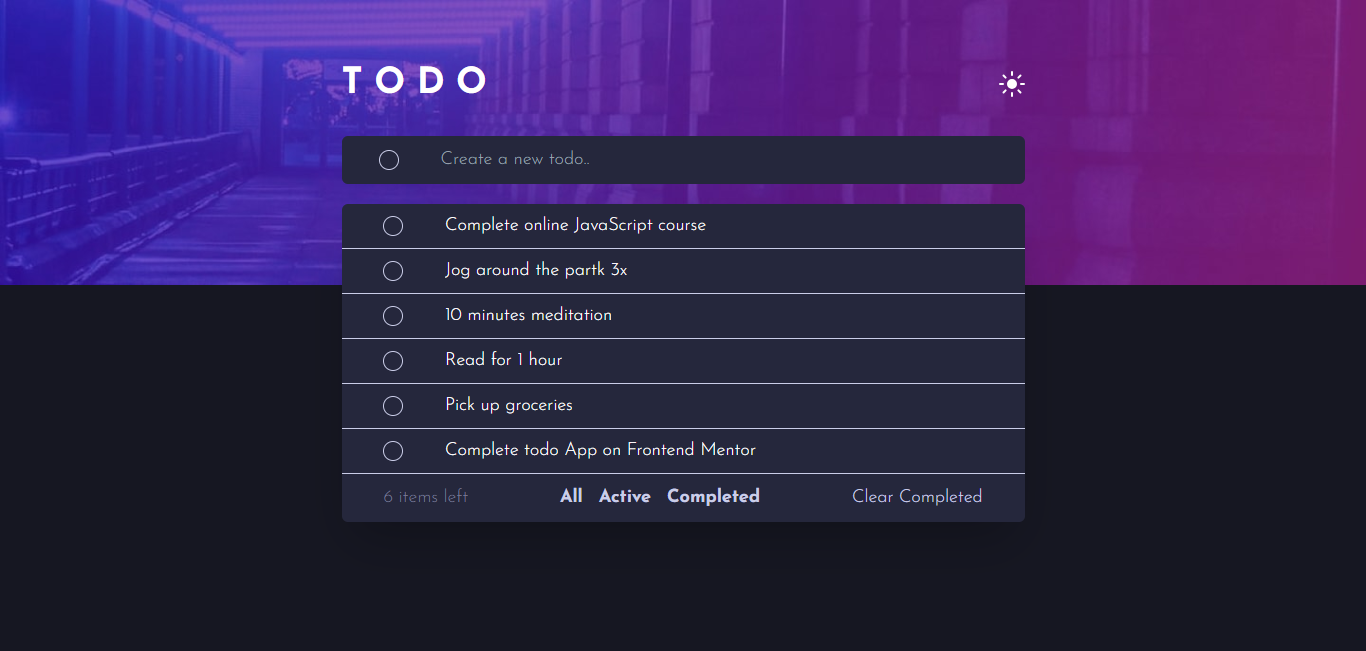 TODO
Create a new todo..
Complete online JavaScript course
Jog around the partk 3x
10 minutes meditation
Read for 1 hour
Pick up groceries
Complete todo App on Frontend Mentor
6 items left All Active Completed Clear Completed